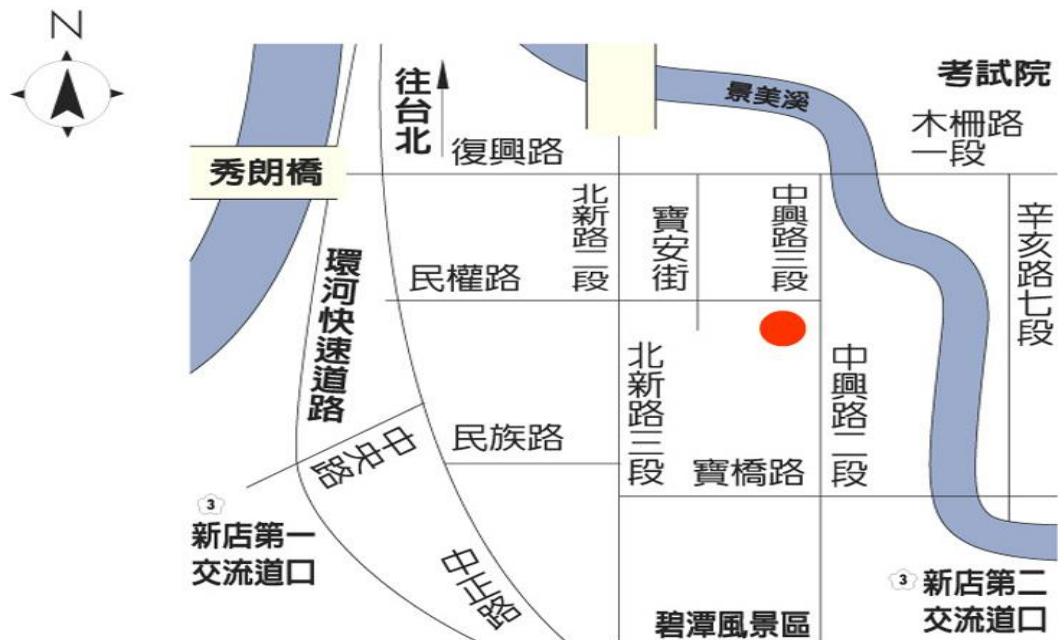 N
往台北
景美溪
考試院
木柵路
一段
復興路
秀朗橋
北新路二段
寶安街
中興路三段
辛亥路七段
環河快速道路
民權路
北新路三段
中興路二段
民族路
中央路
寶橋路
3
新店第一
交流道口
中正路
3
新店第二
交流道口
碧潭風景區